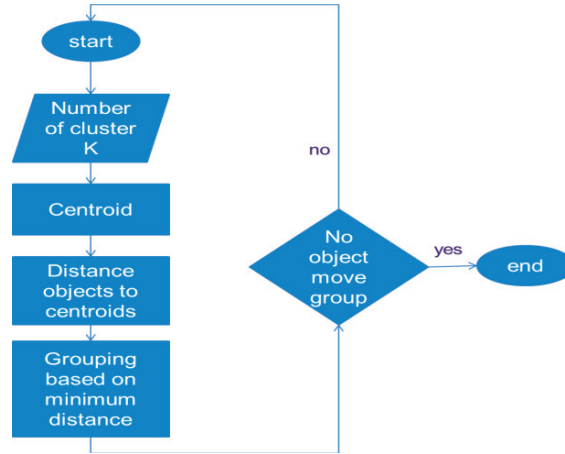 start
Number
of cluster
K
Centroid
Distance
objects to
centroids
Grouping
based on
minimum
distance
no
No
object
move
group
yes
end